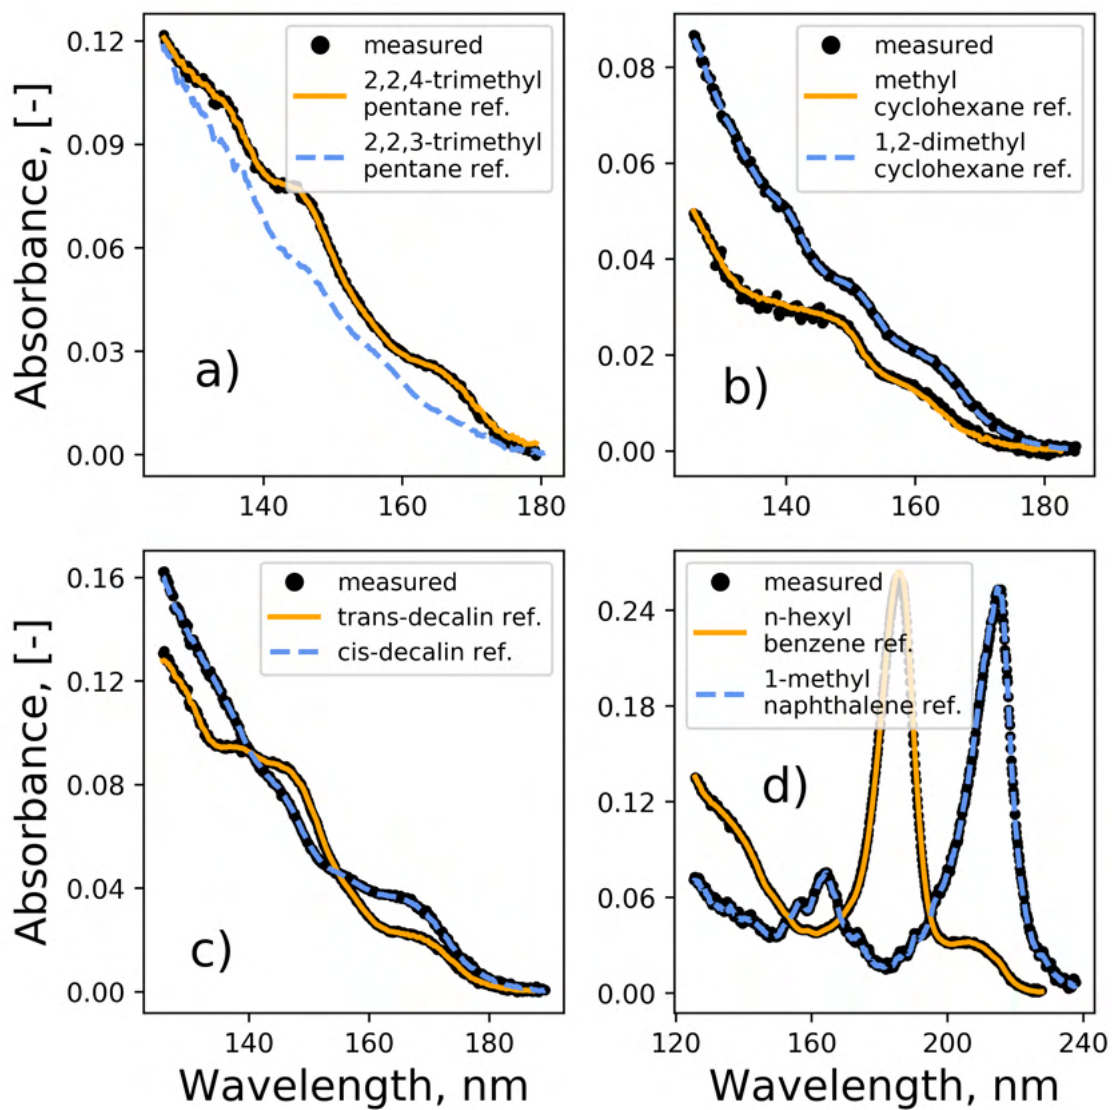 Absorbance, [-]
0.12
0.09
0.06
0.03
0.00
measured
2,2,4-trimethyl
pentane ref.
2,2,3-trimethyl
pentane ref.
a)
140
160
180
0.08
0.06
0.04
0.02
0.00
measured
methyl
cyclohexane ref.
1,2-dimethyl
cyclohexane ref.
b)
140
160
180
Absorbance, [-]
0.16
0.12
0.08
0.04
0.00
measured
trans-decalin ref.
cis-decalin ref.
c)
140
160
180
Wavelength, nm
0.24
0.18
0.12
0.06
0.00
measured
n-hexyl
benzene ref.
1-methyl
naphthalene ref.
d)
120
160
200
240
Wavelength, nm